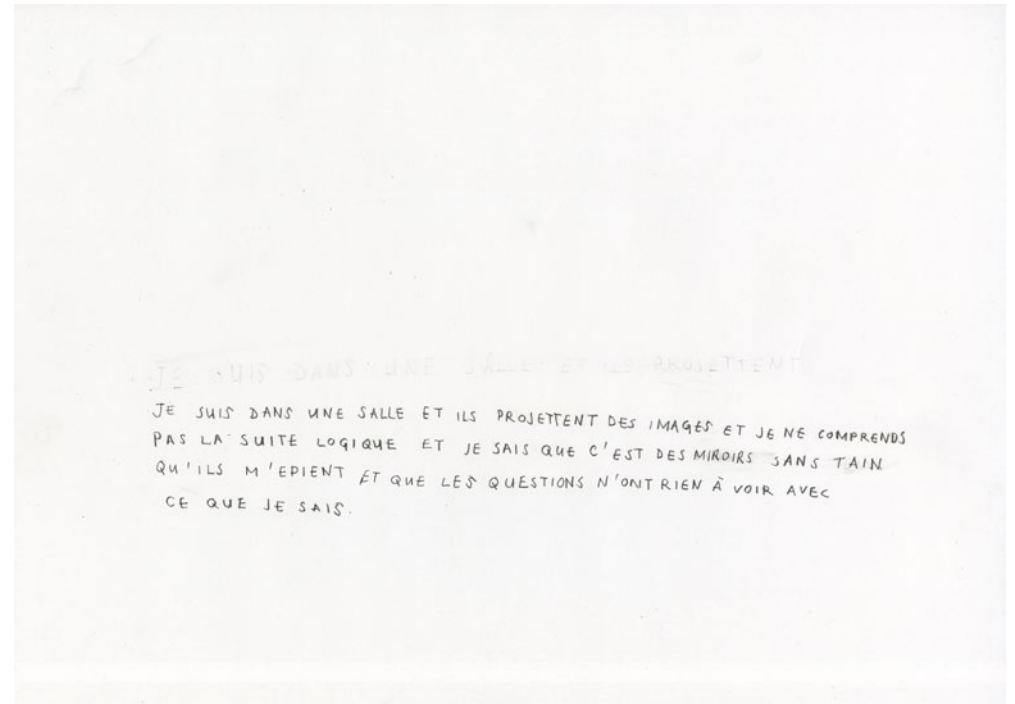 JE SUIS DANS UNE SALLE ET ILS PROJETTENT
JE SUIS DANS UNE SALLE ET ILS PROJETTENT DES IMAGES ET JE NE COMPRENDS
PAS LA SUITE LOGIQUE ET JE SAIS QUE C'EST DES MIROIRS SANS TAIN
QU'ILS M'EPIENT ET QUE LES QUESTIONS N'ONT RIEN À VOIR AVEC
CE QUE JE SAIS.